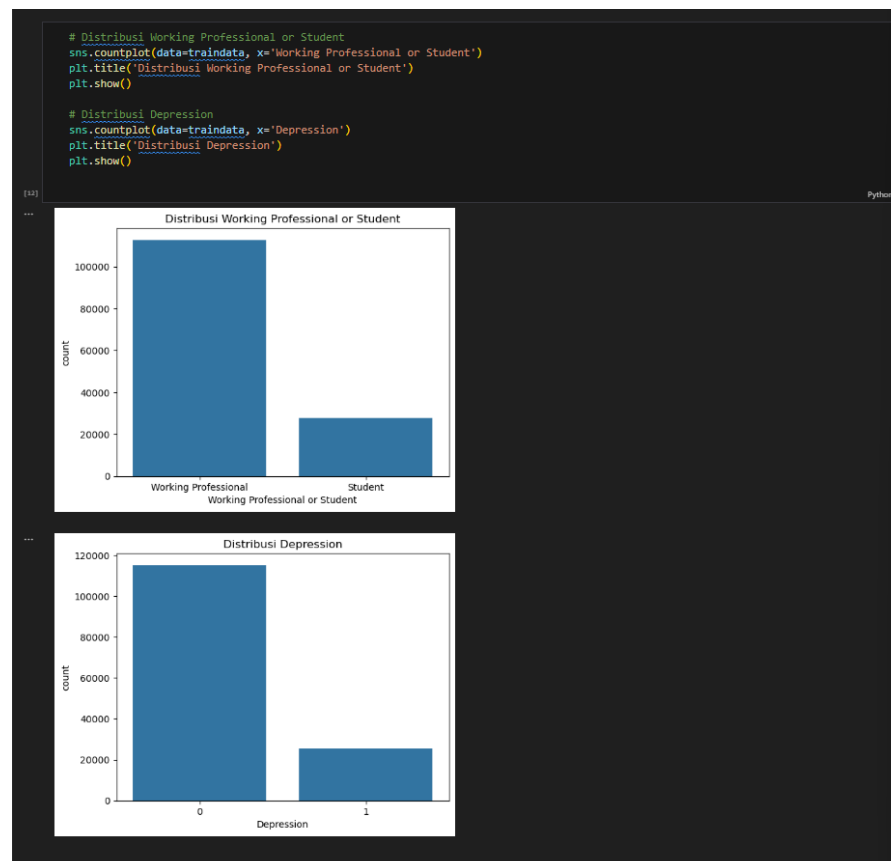 # Distribusi Working Professional or Student
sns.countplot(data=traindata, x='Working Professional or Student')
plt.title('Distribusi Working Professional or Student')
plt.show()
# Distribusi Depression
sns.countplot(data=traindata, x='Depression')
plt.title('Distribusi Depression')
plt.show()
[12]
Python
...
Distribusi Working Professional or Student
100000
80000
60000
40000
20000
0
count
Working Professional Student
Working Professional or Student
...
Distribusi Depression
120000
100000
80000
60000
40000
20000
0
count
0 1
Depression